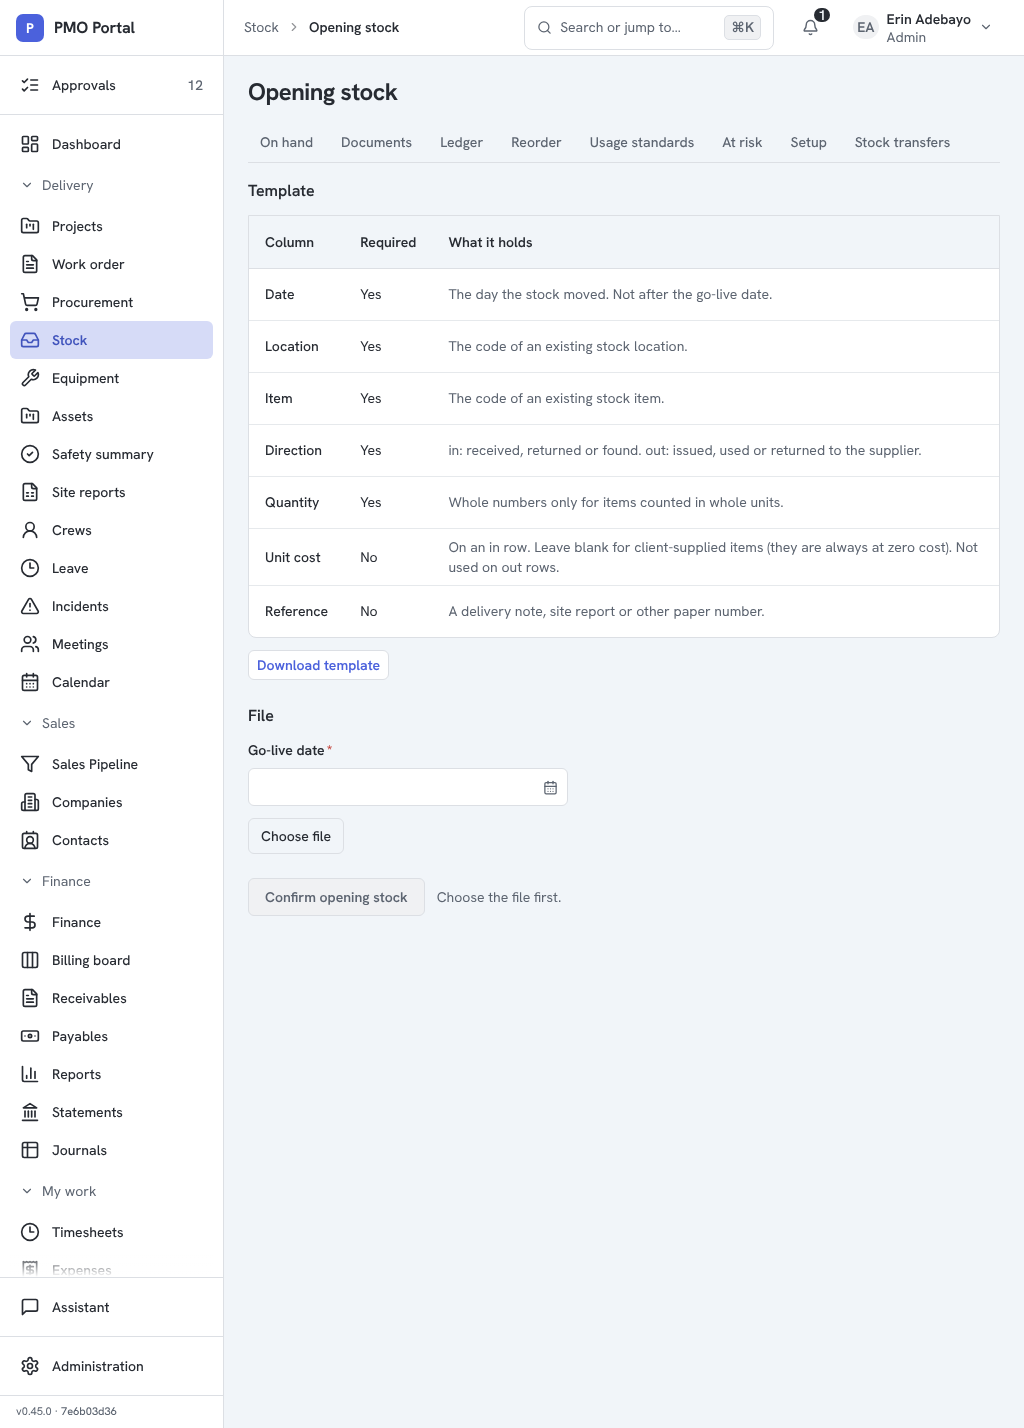 P PMO Portal
Stock > Opening stock
Search or jump to...
⌘K
1
EA
Erin Adebayo
Admin
Approvals 12
Dashboard
Delivery
Projects
Work order
Procurement
Stock
Equipment
Assets
Safety summary
Site reports
Crews
Leave
Incidents
Meetings
Calendar
Sales
Sales Pipeline
Companies
Contacts
Finance
Finance
Billing board
Receivables
Payables
Reports
Statements
Journals
My work
Timesheets
Expenses
Assistant
Administration
v0.45.0 · 7e6b03d36
Opening stock
On hand Documents Ledger Reorder Usage standards At risk Setup Stock transfers
Template
Column Required What it holds
Date Yes The day the stock moved. Not after the go-live date.
Location Yes The code of an existing stock location.
Item Yes The code of an existing stock item.
Direction Yes in: received, returned or found. out: issued, used or returned to the supplier.
Quantity Yes Whole numbers only for items counted in whole units.
Unit cost No On an in row. Leave blank for client-supplied items (they are always at zero cost). Not
used on out rows.
Reference No A delivery note, site report or other paper number.
Download template
File
Go-live date *
Choose file
Confirm opening stock Choose the file first.